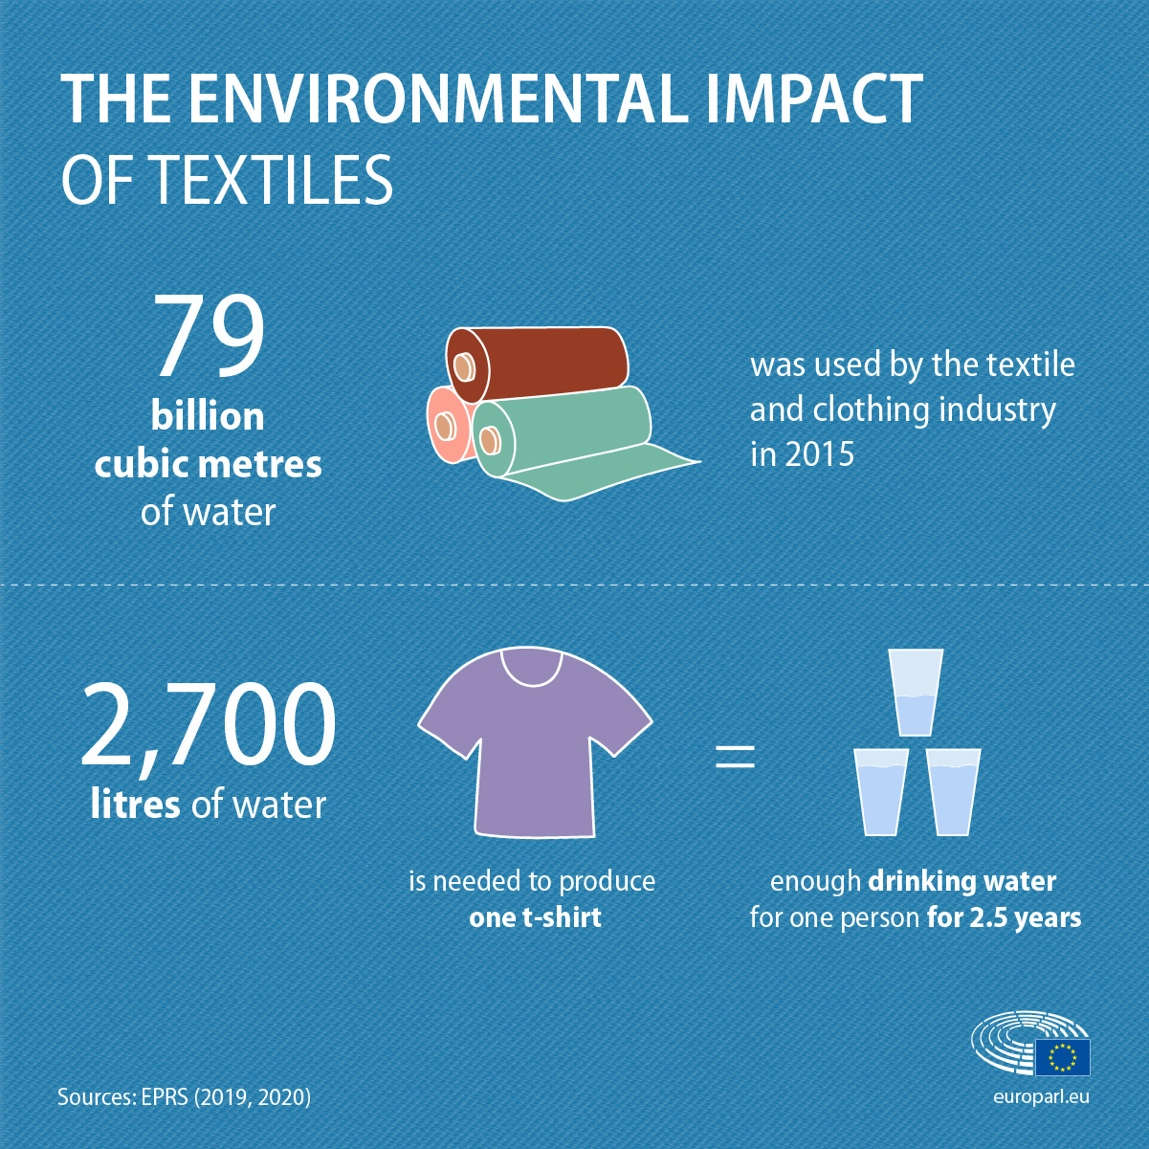 THE ENVIRONMENTAL IMPACT
OF TEXTILES
79
billion
cubic metres
of water
was used by the textile
and clothing industry
in 2015
2,700
litres of water
is needed to produce
one t-shirt
=
enough drinking water
for one person for 2.5 years
Sources: EPRS (2019, 2020)
europarl.eu